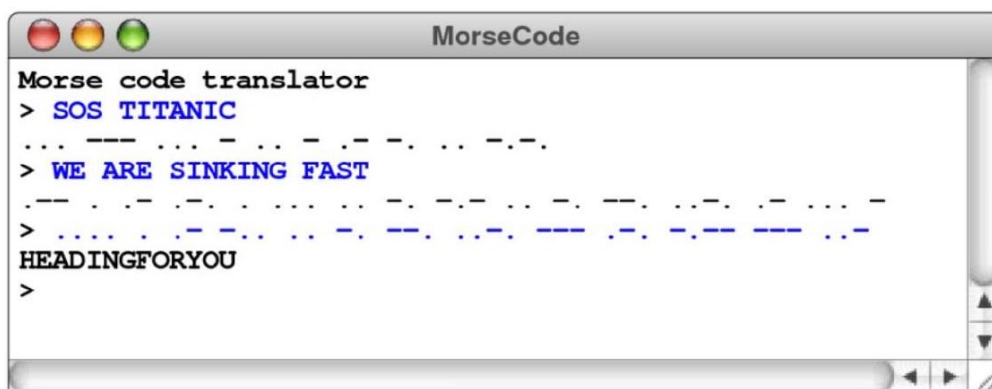 MorseCode
Morse code translator
> SOS TITANIC
... --- ... - .. - .- -. .. -.-.
> WE ARE SINKING FAST
.-- . .- .-. . ... .. -. -.- .. -. --. ..-. .- ... -
> .... . .- -.. .. -. --. ..-. --- .-. -.-- --- ..-
HEADINGFORYOU
>